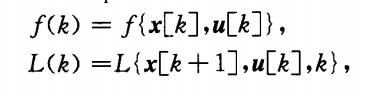 f(k) = f{x[k],u[k]},
L(k) =L{x[k+1],u[k],k},